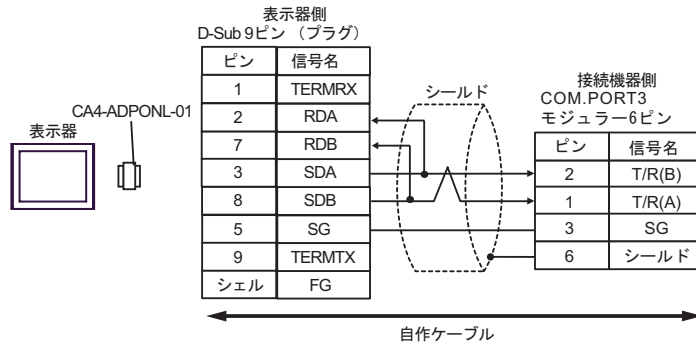 表示器側
D-Sub 9ピン （プラグ）
ピン 信号名
1 TERMRX
2 RDA
7 RDB
3 SDA
8 SDB
5 SG
9 TERMTX
シェル FG
CA4-ADPONL-01
表示器
シールド
接続機器側
COM.PORT3
モジュラー6ピン
ピン 信号名
2 T/R(B)
1 T/R(A)
3 SG
6 シールド
自作ケーブル